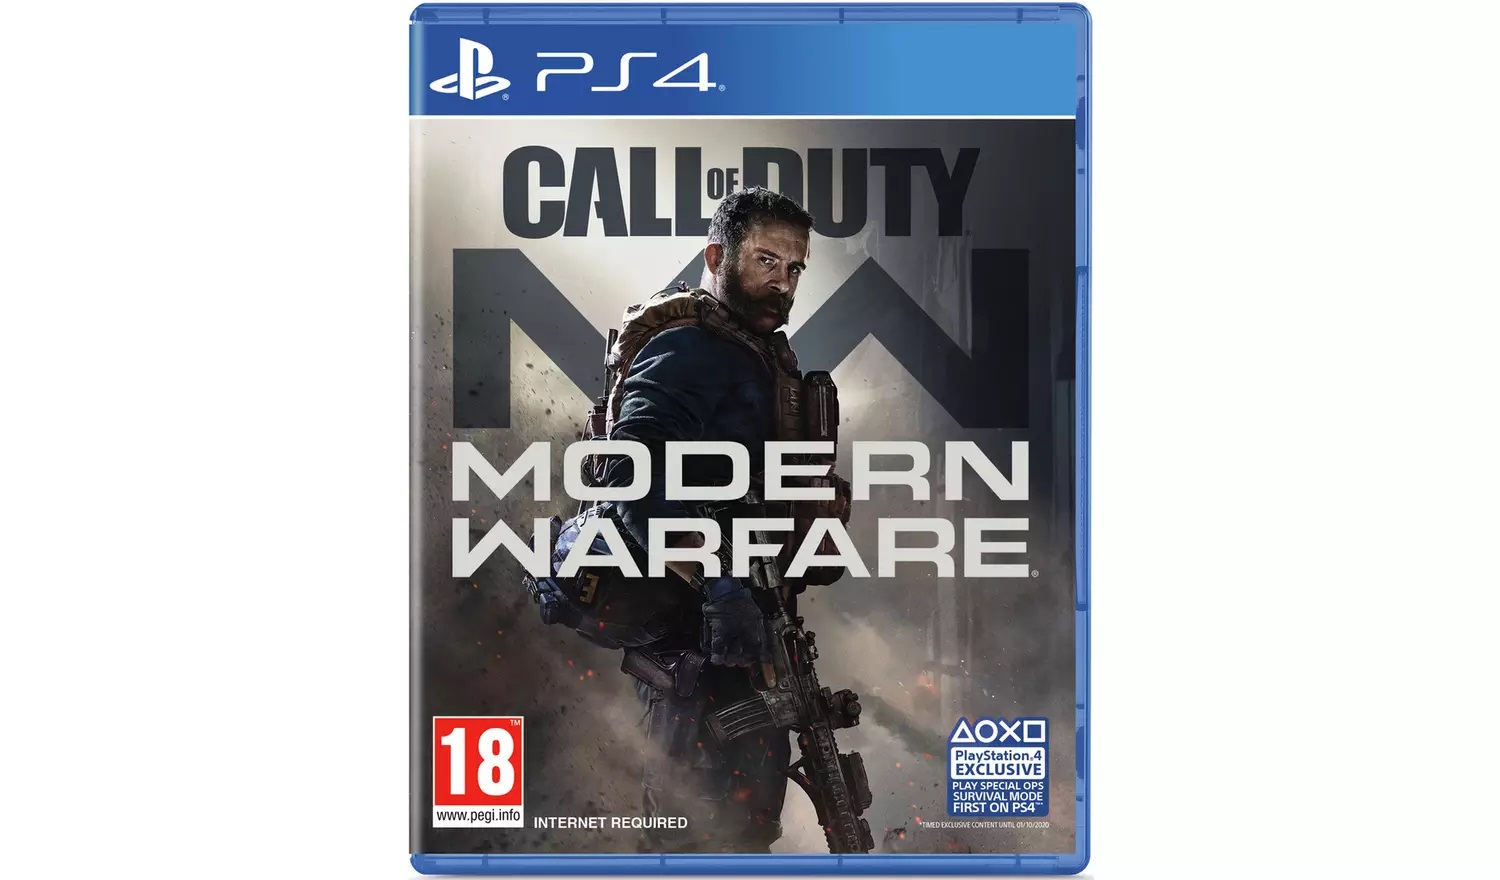 PS4
CALL OF DUTY
MODERN
WARFARE
18
www.pegi.info
INTERNET REQUIRED
PlayStation 4
EXCLUSIVE
PLAY SPECIAL OPS
SURVIVAL MODE
FIRST ON PS4™*
*TIMED EXCLUSIVE CONTENT UNTIL 01/10/2020